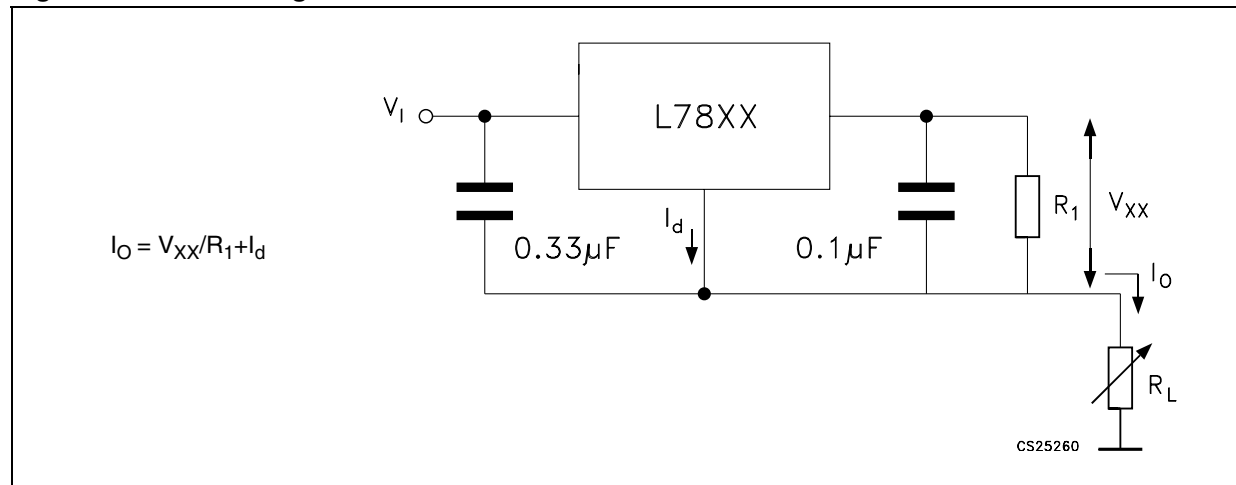 L78XX
V_I
I_d
R_1
V_XX
0.33µF
0.1µF
I_O = V_XX/R_1+I_d
I_O
R_L
CS25260